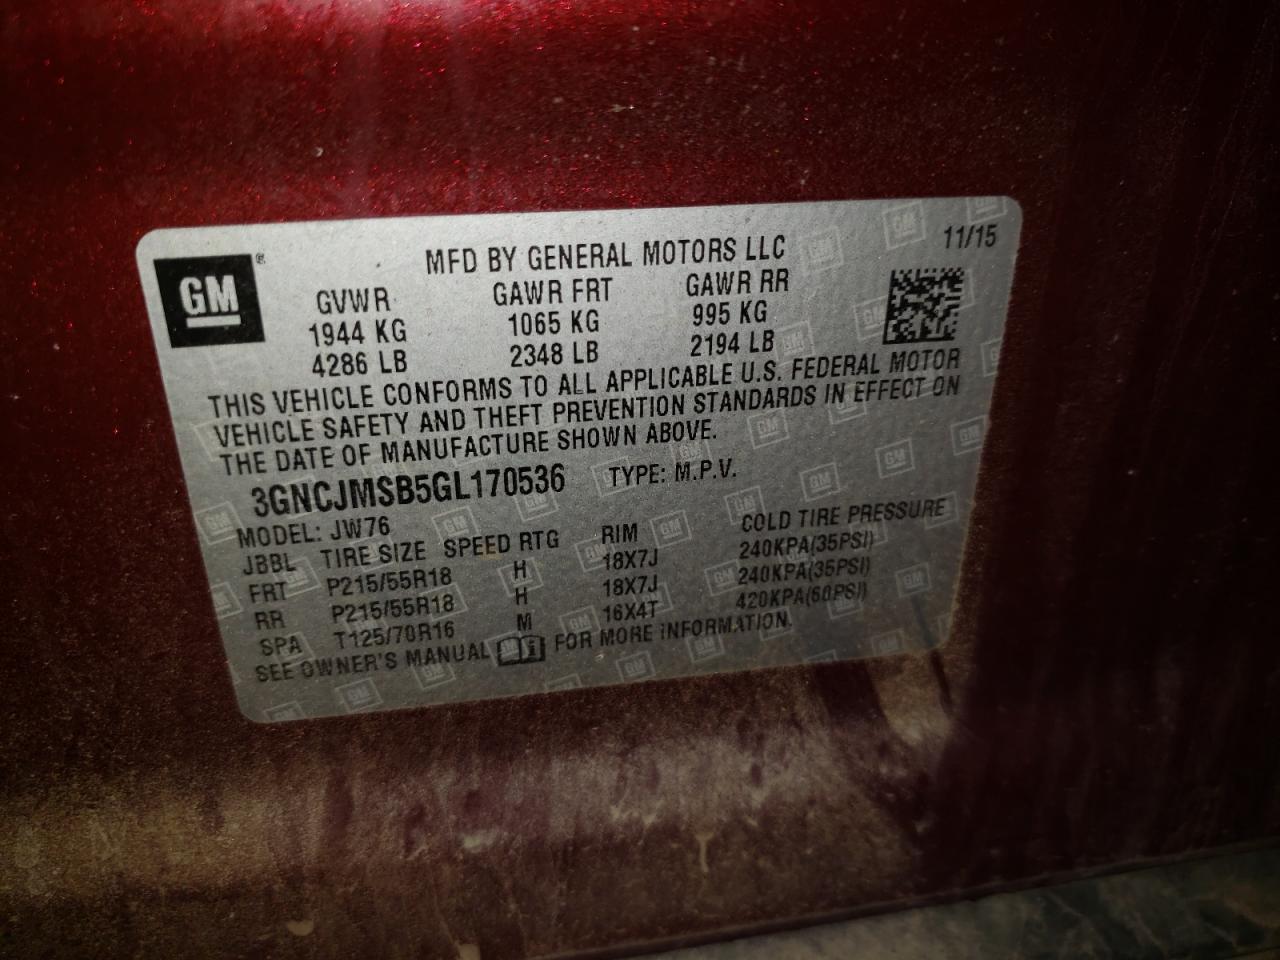 GM®
MFD BY GENERAL MOTORS LLC
11/15
GVWR GAWR FRT GAWR RR
1944 KG 1065 KG 995 KG
4286 LB 2348 LB 2194 LB
THIS VEHICLE CONFORMS TO ALL APPLICABLE U.S. FEDERAL MOTOR
VEHICLE SAFETY AND THEFT PREVENTION STANDARDS IN EFFECT ON
THE DATE OF MANUFACTURE SHOWN ABOVE.
3GNCJMSB5GL170536 TYPE: M.P.V.
MODEL: JW76
JBBL TIRE SIZE SPEED RTG RIM COLD TIRE PRESSURE
FRT P215/55R18 H 18X7J 240KPA(35PSI)
RR P215/55R18 H 18X7J 240KPA(35PSI)
SPA T125/70R16 M 16X4T 420KPA(60PSI)
SEE OWNER'S MANUAL FOR MORE INFORMATION.